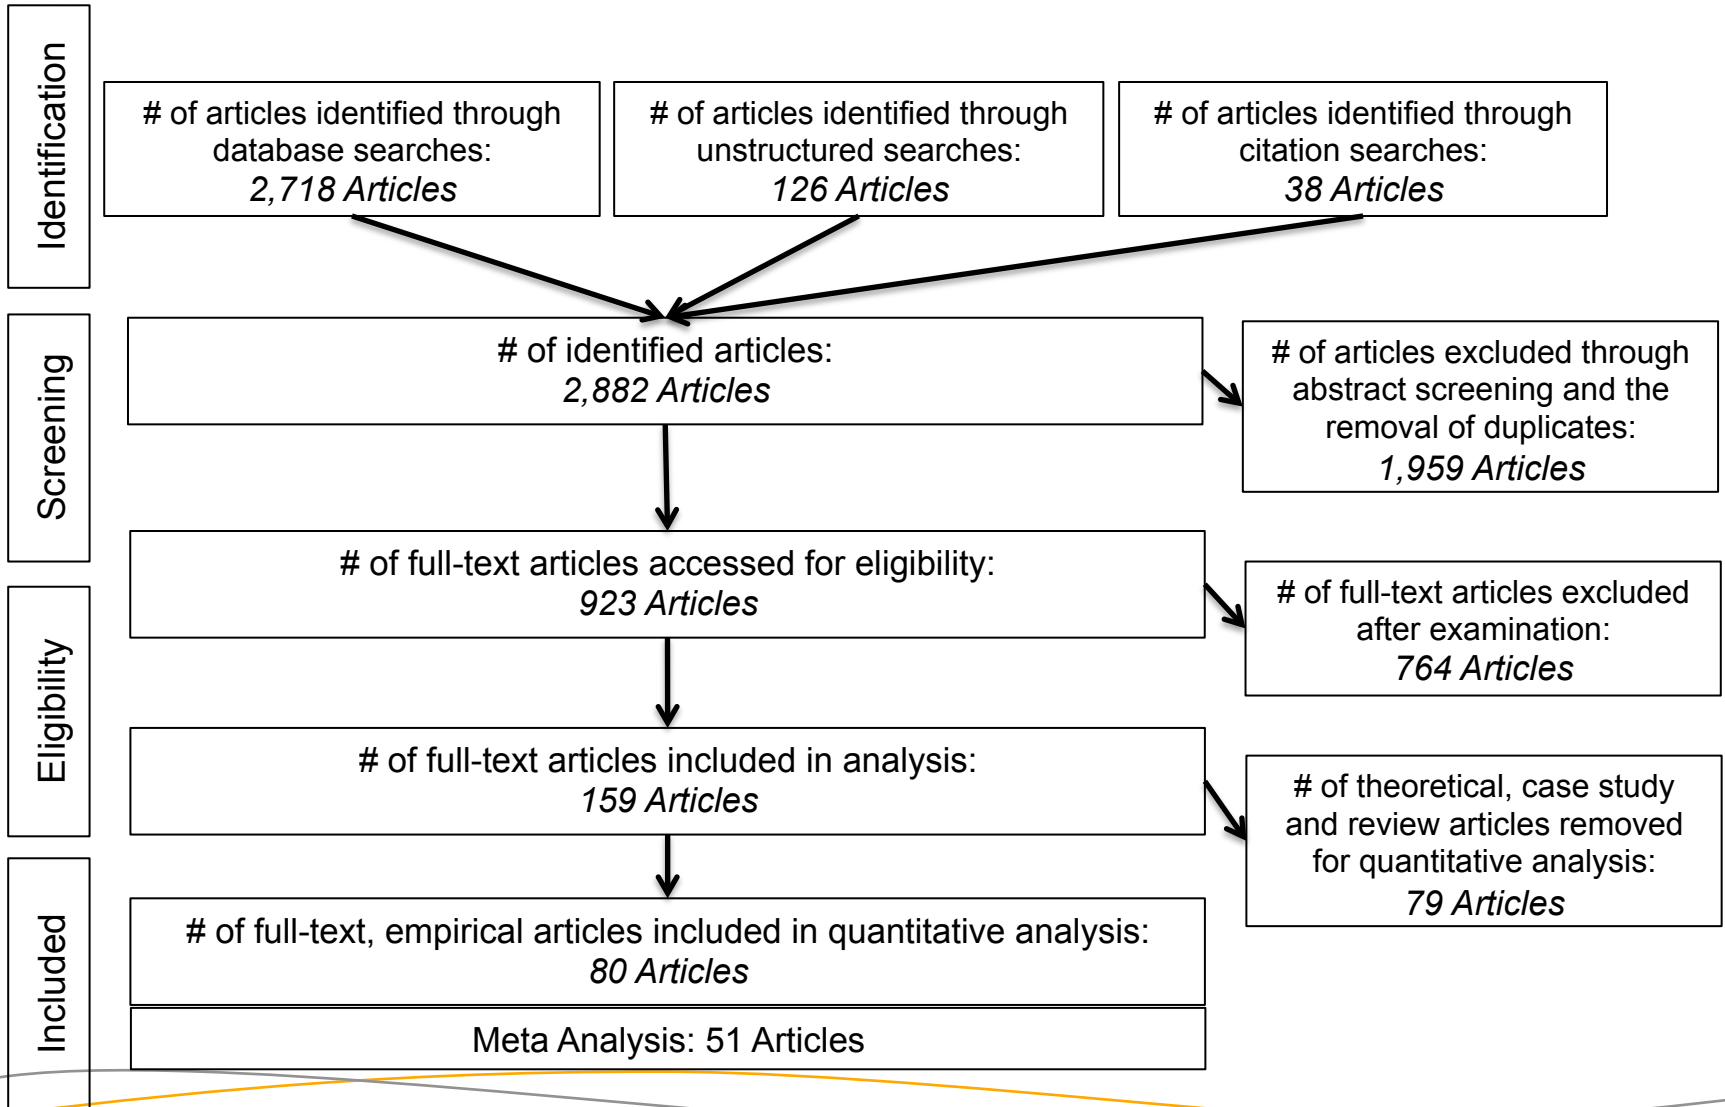 Identification
# of articles identified through
database searches:
2,718 Articles
# of articles identified through
unstructured searches:
126 Articles
# of articles identified through
citation searches:
38 Articles
Screening
# of identified articles:
2,882 Articles
# of articles excluded through
abstract screening and the
removal of duplicates:
1,959 Articles
# of full-text articles accessed for eligibility:
923 Articles
Eligibility
# of full-text articles excluded
after examination:
764 Articles
# of full-text articles included in analysis:
159 Articles
# of theoretical, case study
and review articles removed
for quantitative analysis:
79 Articles
Included
# of full-text, empirical articles included in quantitative analysis:
80 Articles
Meta Analysis: 51 Articles